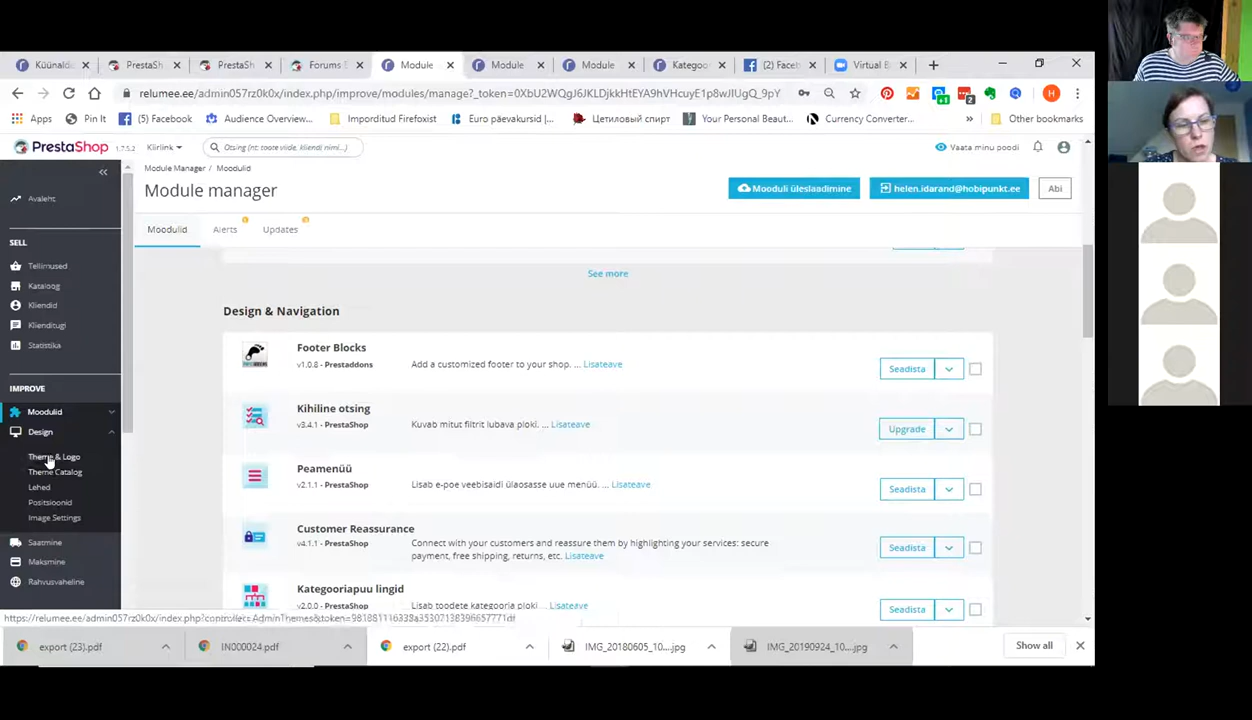 Küünald
PrestaSh
PrestaSh
Forums
Module
Module
Module
Kategoo
(2) Faceb
Virtual B
relumee.ee/admin057rz0k0x/index.php/improve/modules/manage?
Apps
Pin It
(5) Facebook
Audience Overview...
Imporditud Firefoxist
Euro päevakursid |...
Цетиловый спирт
Your Personal Beau...
Currency Converter...
Other bookmarks
PrestaShop
1.7.5.2
Kiirlink
Otsing (nt: toote viide, kliendi nimi...)
Vaata minu poodi
Module Manager / Moodulid
Module manager
Mooduli üleslaadimine
helen.idarand@hobipunkt.ee
Abi
Moodulid
Alerts
Updates
Avaleht
SELL
Tellimused
Kataloog
Kliendid
Klienditugi
Statistika
IMPROVE
Moodulid
Design
Theme & Logo
Theme Catalog
Lehed
Positsioonid
Image Settings
Saatmine
Maksmine
Rahvusvaheline
See more
Design & Navigation
Footer Blocks
v1.0.8 - Prestaddons
Add a customized footer to your shop. ... Lisateave
Seadista
Kihiline otsing
v3.4.1 - PrestaShop
Kuvab mitut filtrit lubava ploki. ... Lisateave
Upgrade
Peamenüü
v2.1.1 - PrestaShop
Lisab e-poe veebisaidi ülaosasse uue menüü. ... Lisateave
Seadista
Customer Reassurance
v4.1.1 - PrestaShop
Connect with your customers and reassure them by highlighting your services: secure
payment, free shipping, returns, etc. Lisateave
Seadista
Kategooriapuu lingid
v2.0.0 - PrestaShop
Lisab toodete kategooria ploki... Lisateave
Seadista
export (23).pdf
IN000024.pdf
export (22).pdf
IMG_20180605_10....jpg
IMG_20190924_10....jpg
Show all